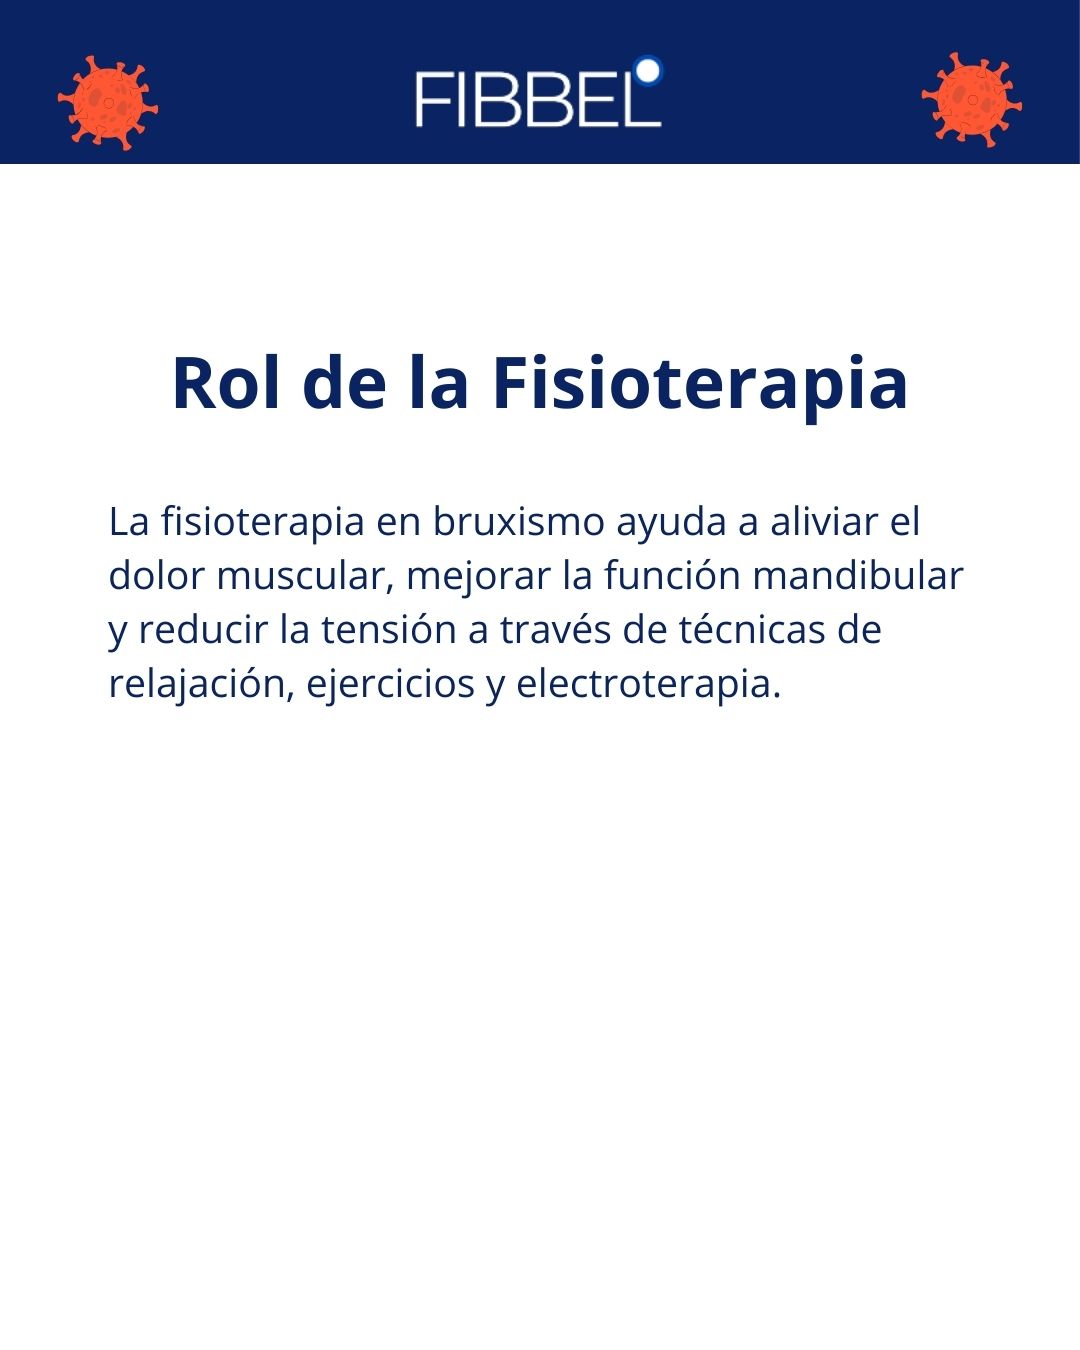 FIBBEL
Rol de la Fisioterapia
La fisioterapia en bruxismo ayuda a aliviar el
dolor muscular, mejorar la función mandibular
y reducir la tensión a través de técnicas de
relajación, ejercicios y electroterapia.